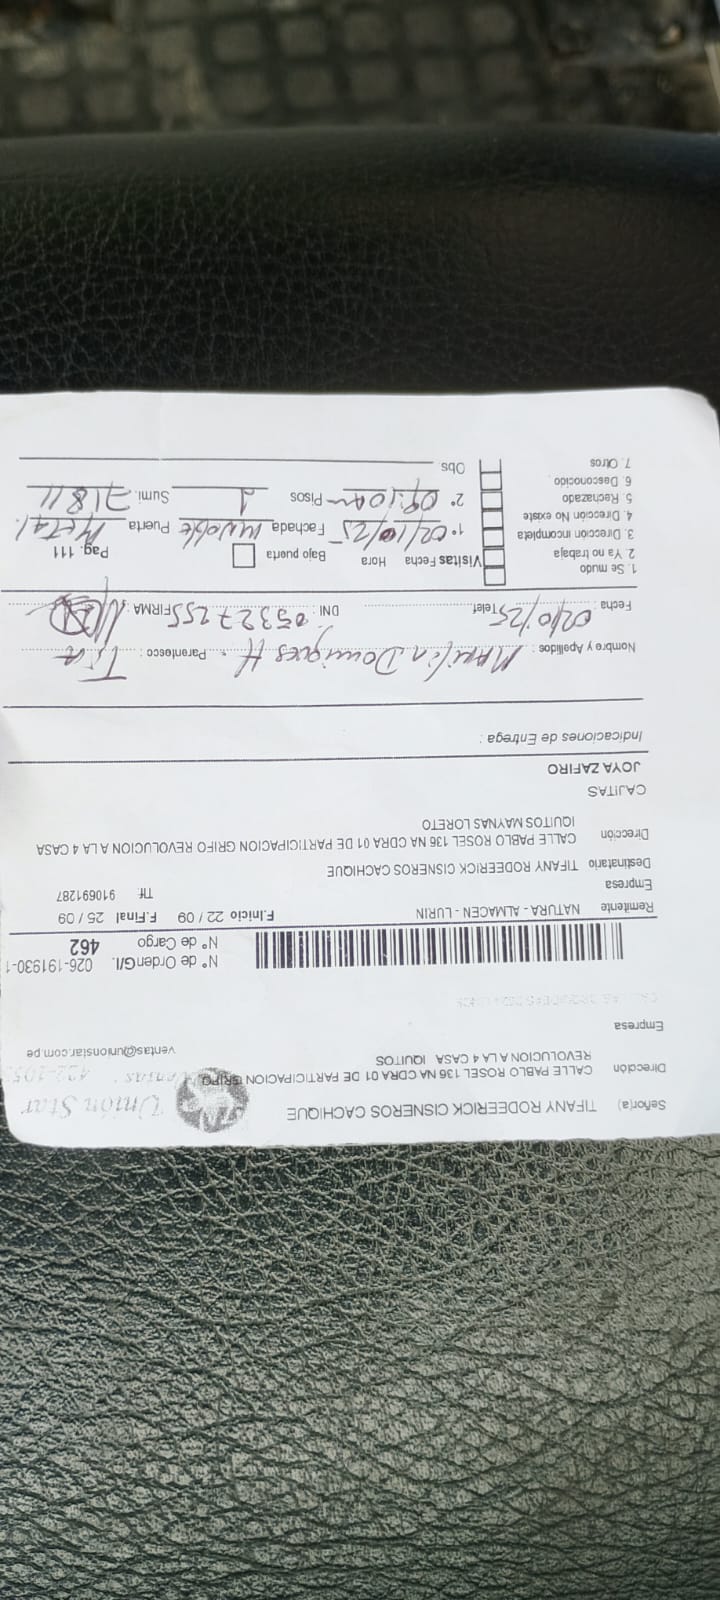 Señor(a) TIFANY RODEERICK CISNEROS CACHIQUE
Unión Star
Dirección CALLE PABLO ROSEL 136 NA CDRA 01 DE PARTICIPACION GRIFO
REVOLUCION A LA 4 CASA IQUITOS
ventas@unionstar.com.pe
Empresa
N° de Orden G/I. 026-191930-1
N° de Cargo 462
Remitente NATURA - ALMACEN - LURIN F.Inicio 22 / 09 F.Final 25 / 09
Empresa Tlf. 910691287
Destinatario TIFANY RODEERICK CISNEROS CACHIQUE
Dirección CALLE PABLO ROSEL 136 NA CDRA 01 DE PARTICIPACION GRIFO REVOLUCION A LA 4 CASA
IQUITOS MAYNAS LORETO
CAJITAS
JOYA ZAFIRO
Indicaciones de Entrega :
Nombre y Apellidos : Domigues H Parentesco : Tia
Fecha : 02/10/25 Telef. DNI : 05327255 FIRMA :
1. Se mudo
2. Ya no trabaja
3. Dirección incompleta
4. Dirección No existe
5. Rechazado
6. Desconocido
7. Otros
Visitas Fecha Hora Bajo puerta Pag. 111
1° 02/10/25 Fachada Puerta Metal.
2° 09:10am Pisos 1 Sumi. 71811
Obs.